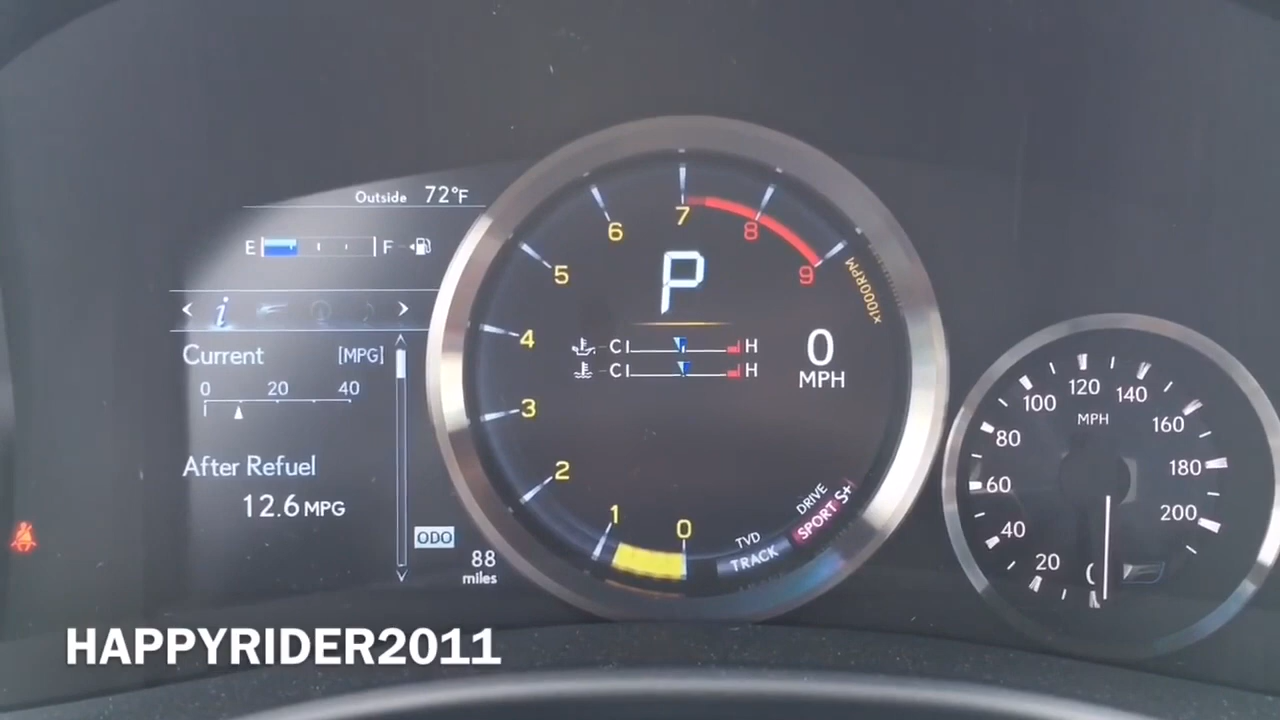 Outside 72°F
E F
< i >
Current [MPG]
0 20 40
After Refuel
12.6 MPG
ODO
88
miles
0
1
2
3
4
5
6
7
8
9
x1000RPM
P
C H
C H
0
MPH
TVD
TRACK
DRIVE
SPORT S+
20
40
60
80
100
120
140
160
180
200
MPH
HAPPYRIDER2011